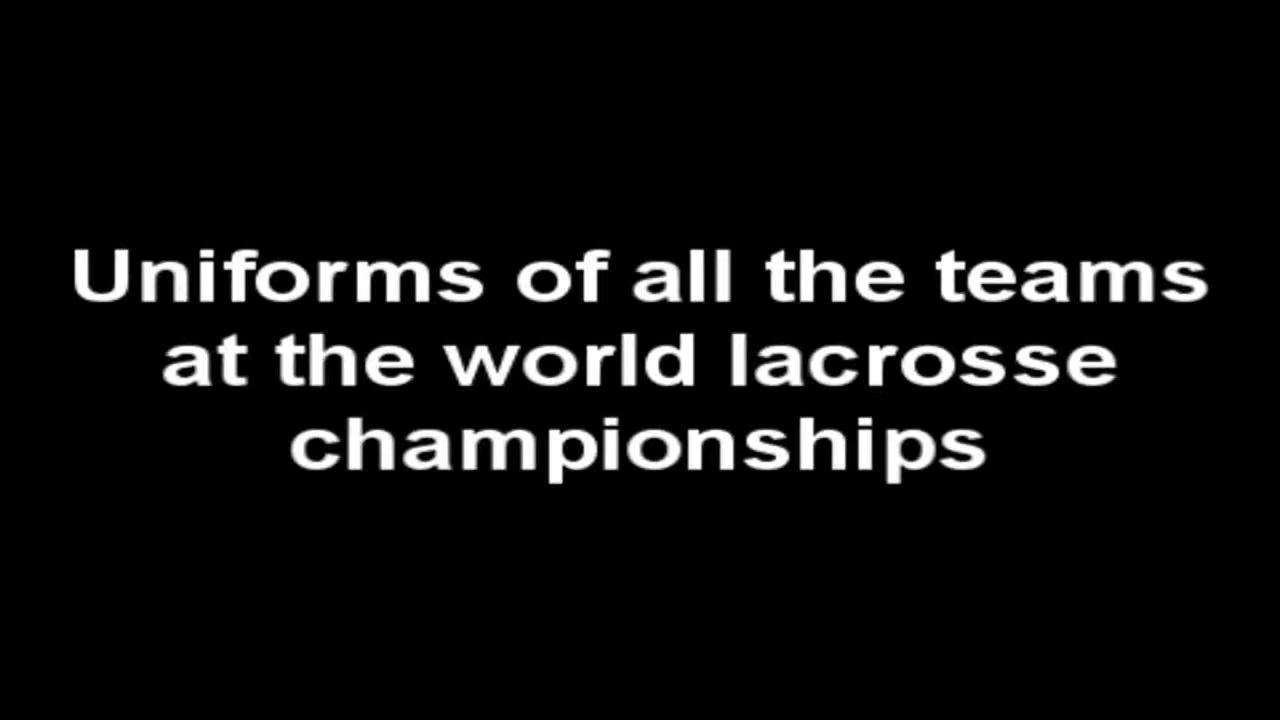 Uniforms of all the teams
at the world lacrosse
championships